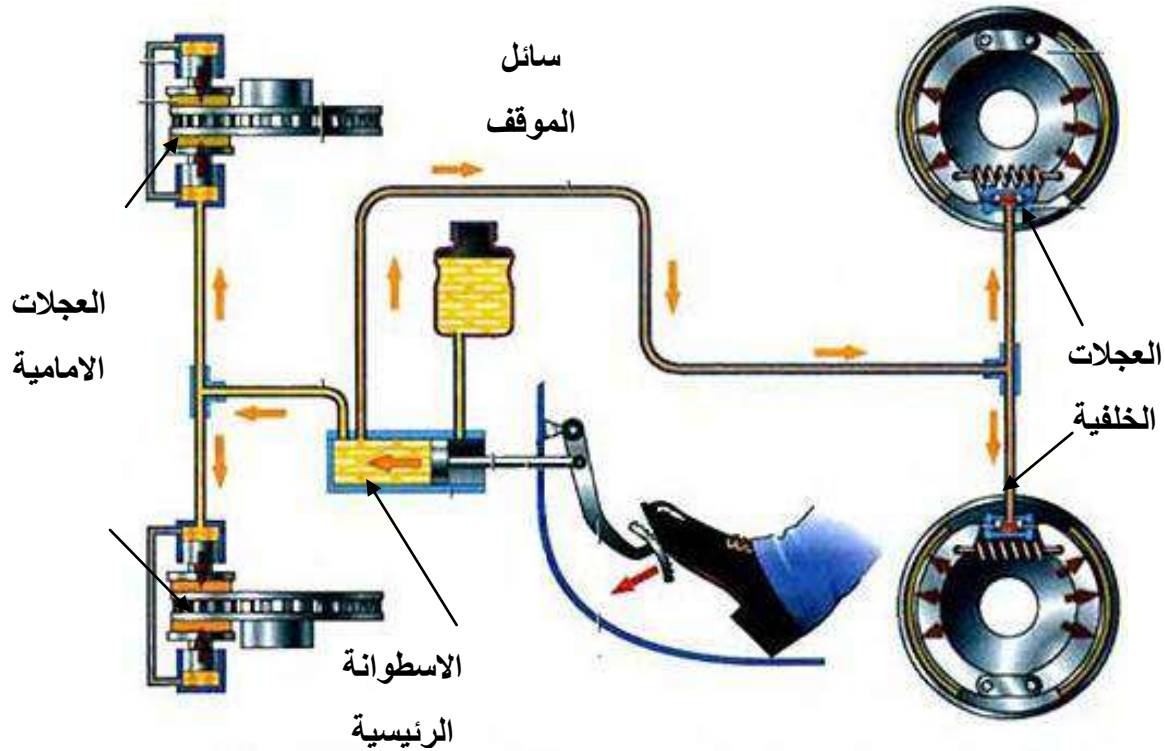 سائل
الموقف
العجلات
الامامية
العجلات
الخلفية
الاسطوانة
الرئيسية